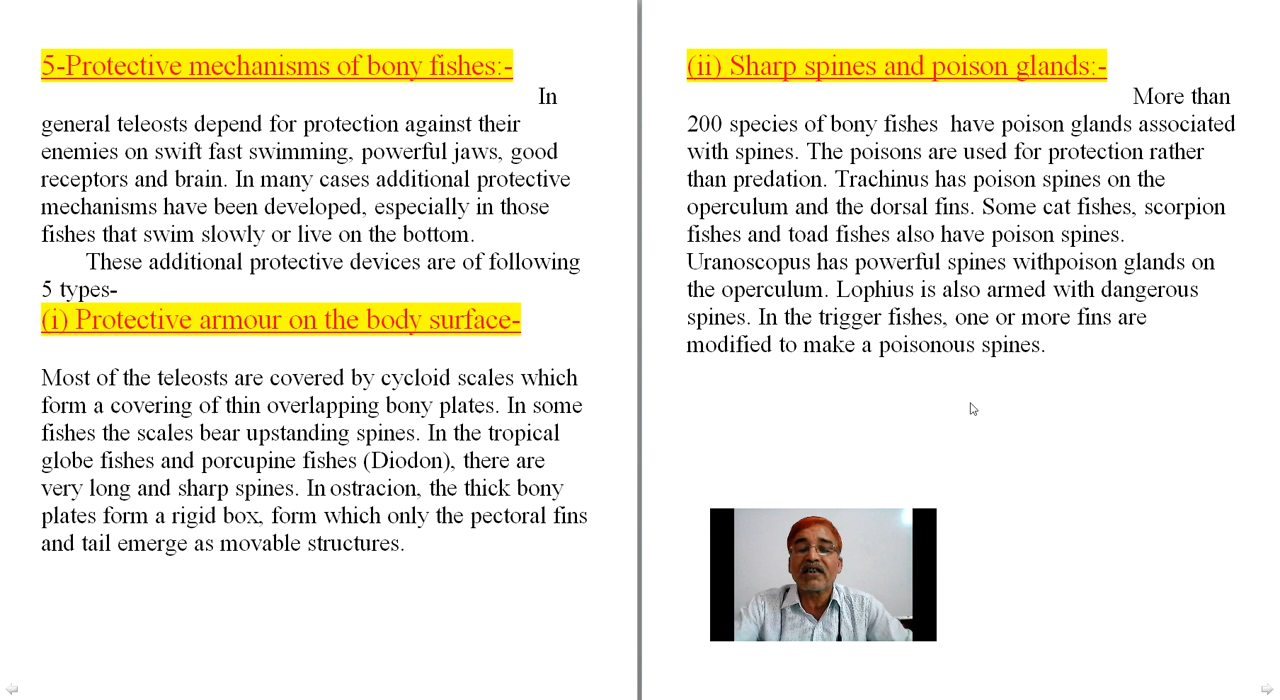 5-Protective mechanisms of bony fishes:-
In
general teleosts depend for protection against their
enemies on swift fast swimming, powerful jaws, good
receptors and brain. In many cases additional protective
mechanisms have been developed, especially in those
fishes that swim slowly or live on the bottom.
These additional protective devices are of following
5 types-
(i) Protective armour on the body surface-
Most of the teleosts are covered by cycloid scales which
form a covering of thin overlapping bony plates. In some
fishes the scales bear upstanding spines. In the tropical
globe fishes and porcupine fishes (Diodon), there are
very long and sharp spines. In ostracion, the thick bony
plates form a rigid box, form which only the pectoral fins
and tail emerge as movable structures.
(ii) Sharp spines and poison glands:-
More than
200 species of bony fishes have poison glands associated
with spines. The poisons are used for protection rather
than predation. Trachinus has poison spines on the
operculum and the dorsal fins. Some cat fishes, scorpion
fishes and toad fishes also have poison spines.
Uranoscopus has powerful spines withpoison glands on
the operculum. Lophius is also armed with dangerous
spines. In the trigger fishes, one or more fins are
modified to make a poisonous spines.